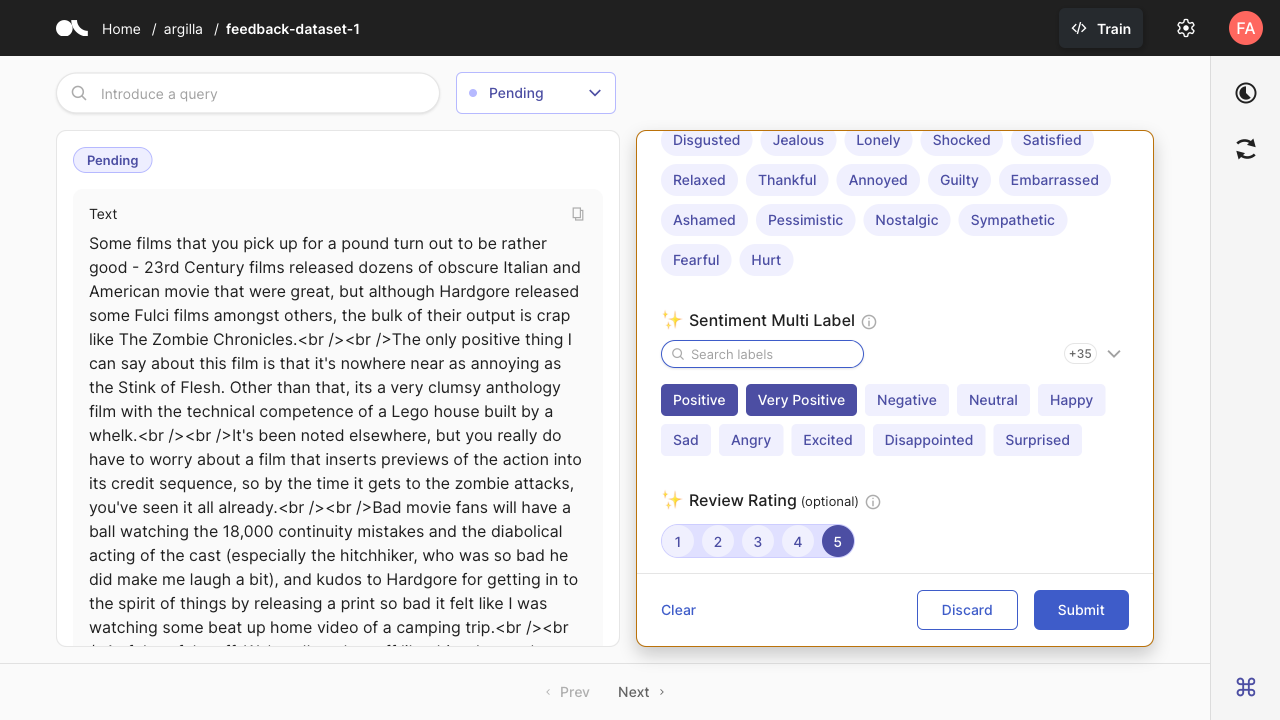 Home / argilla / feedback-dataset-1
Train
FA
Introduce a query
Pending
Pending
Text
Some films that you pick up for a pound turn out to be rather
good - 23rd Century films released dozens of obscure Italian and
American movie that were great, but although Hardgore released
some Fulci films amongst others, the bulk of their output is crap
like The Zombie Chronicles.<br /><br />The only positive thing I
can say about this film is that it's nowhere near as annoying as
the Stink of Flesh. Other than that, its a very clumsy anthology
film with the technical competence of a Lego house built by a
whelk.<br /><br />It's been noted elsewhere, but you really do
have to worry about a film that inserts previews of the action into
its credit sequence, so by the time it gets to the zombie attacks,
you've seen it all already.<br /><br />Bad movie fans will have a
ball watching the 18,000 continuity mistakes and the diabolical
acting of the cast (especially the hitchhiker, who was so bad he
did make me laugh a bit), and kudos to Hardgore for getting in to
the spirit of things by releasing a print so bad it felt like I was
watching some beat up home video of a camping trip.<br /><br
Disgusted Jealous Lonely Shocked Satisfied
Relaxed Thankful Annoyed Guilty Embarrassed
Ashamed Pessimistic Nostalgic Sympathetic
Fearful Hurt
✨ Sentiment Multi Label
Search labels
+35
Positive Very Positive Negative Neutral Happy
Sad Angry Excited Disappointed Surprised
✨ Review Rating (optional)
1 2 3 4 5
Clear
Discard
Submit
Prev
Next